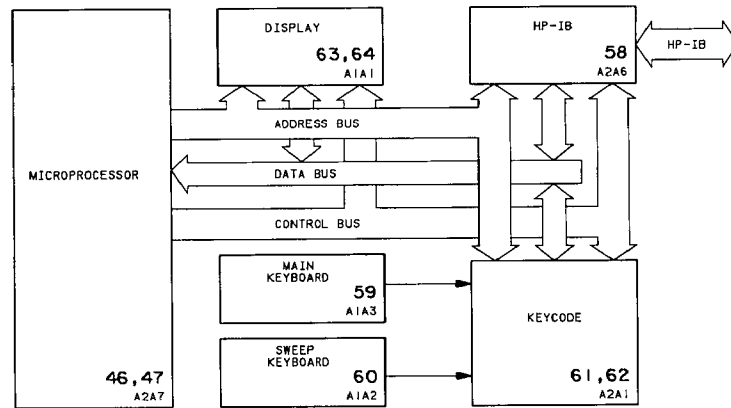 DISPLAY
63,64
A1A1
HP-IB
58
A2A6
HP-IB
ADDRESS BUS
MICROPROCESSOR
DATA BUS
CONTROL BUS
MAIN
KEYBOARD
59
A1A3
KEYCODE
SWEEP
KEYBOARD
60
A1A2
46,47
A2A7
61,62
A2A1